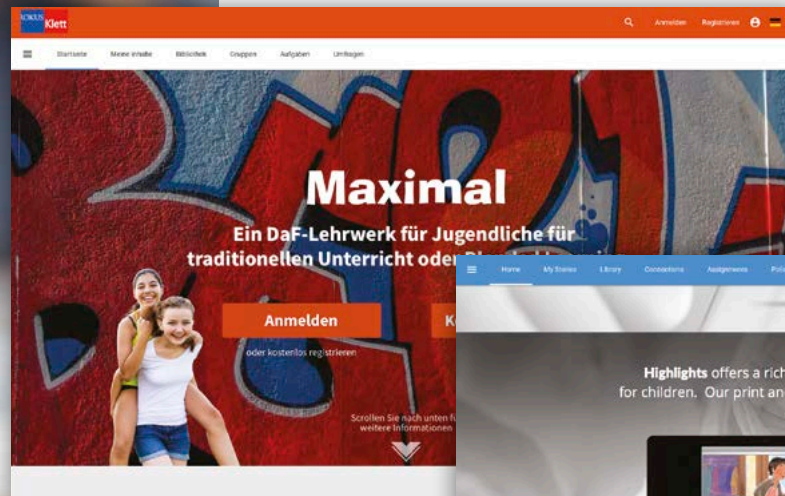 Klett
Anmelden Registrieren
Startseite Meine Inhalte Bibliothek Gruppen Aufgaben Umfragen
Maximal
Ein DaF-Lehrwerk für Jugendliche für
traditionellen Unterricht oder
Anmelden
oder kostenlos registrieren
Scrollen Sie nach unten
weitere Informationen
Home My Stories Library Connections Assignments
Highlights offers a rich
for children. Our print an